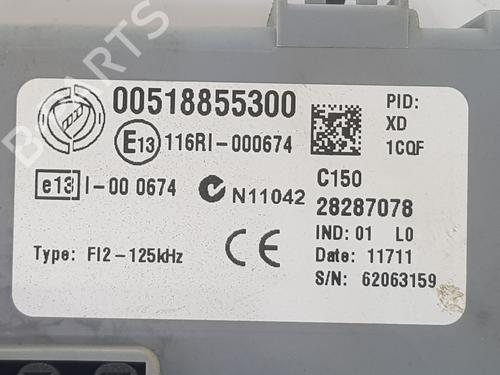 00518855300
PID:
XD
1CQF
E13 116RI-000674
e13 I-00 0674
N11042
C150
28287078
IND: 01 L0
Type: FI2-125kHz
CE
Date: 11711
S/N: 62063159
B PARTS